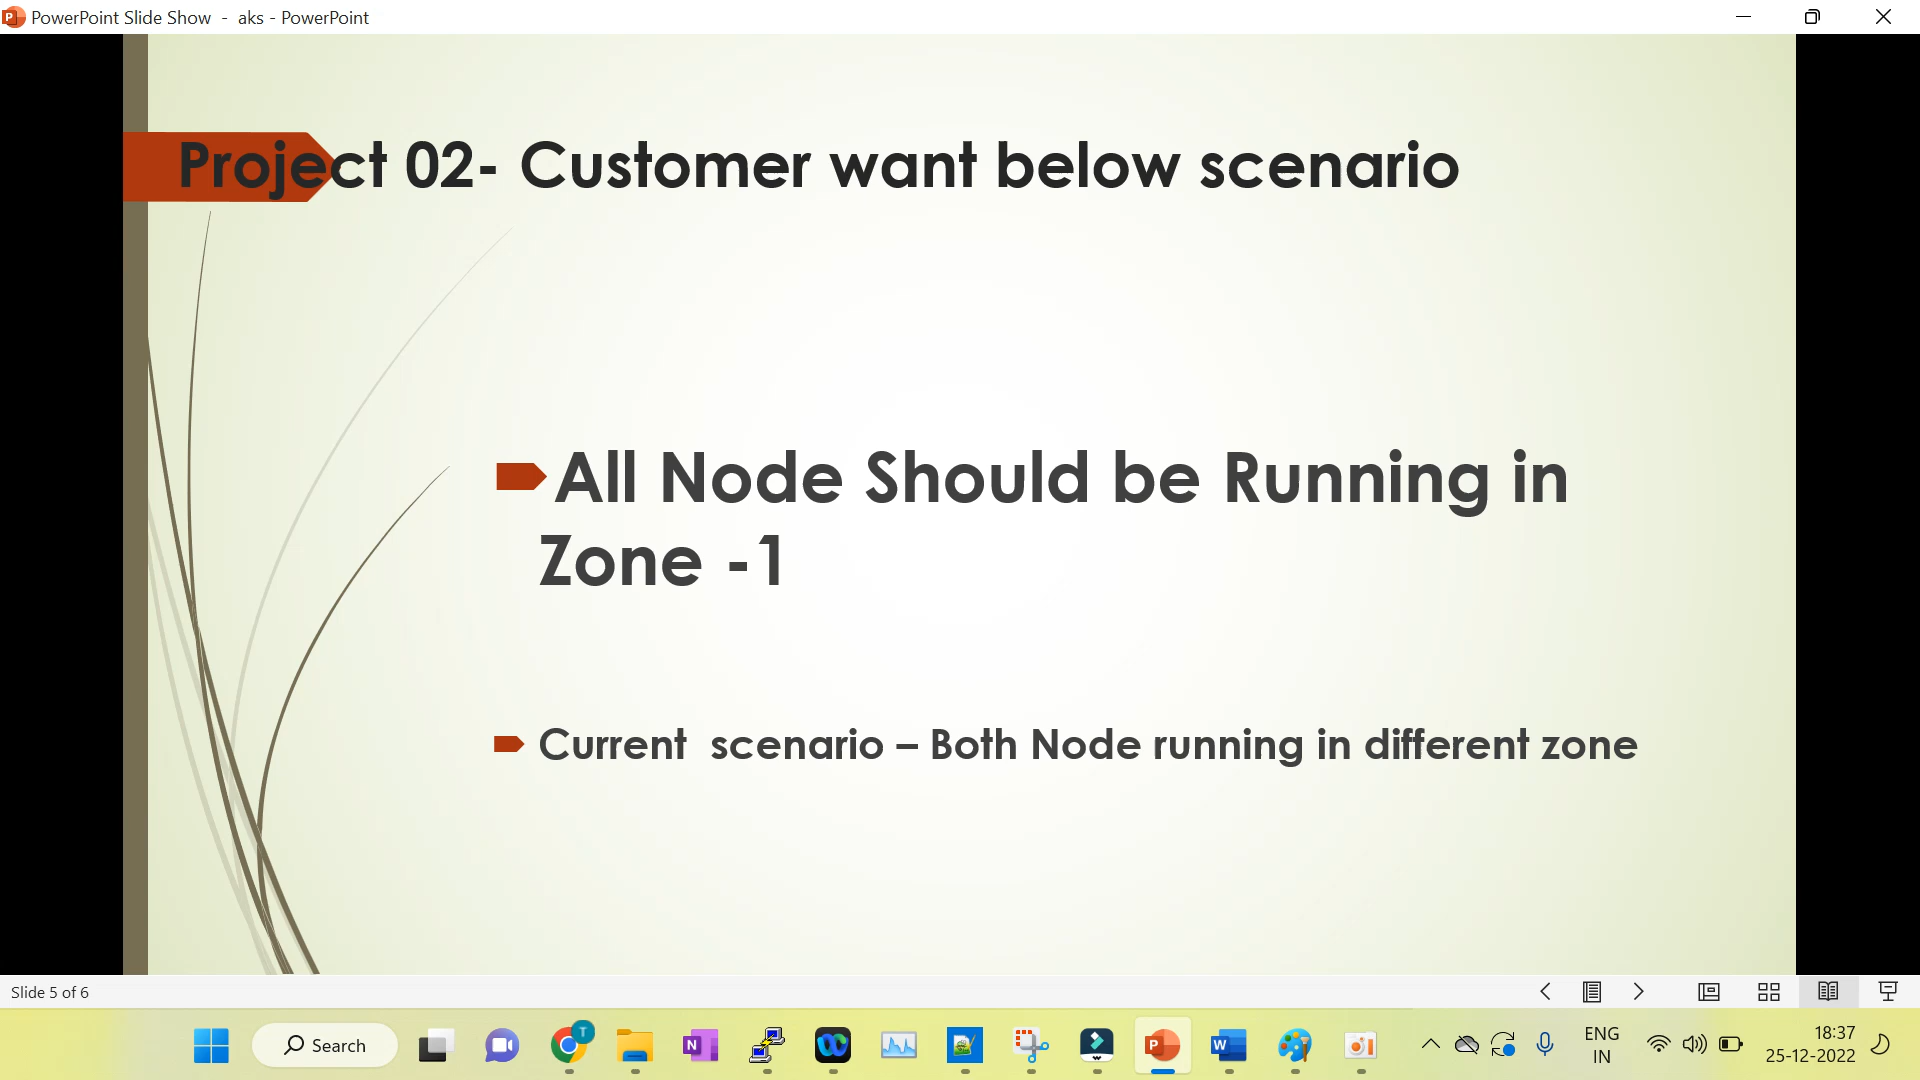 PowerPoint Slide Show - aks - PowerPoint
Project 02- Customer want below scenario
All Node Should be Running in
Zone -1
Current scenario – Both Node running in different zone
Slide 5 of 6
Search
T
N
P
W
ENG
IN
18:37
25-12-2022